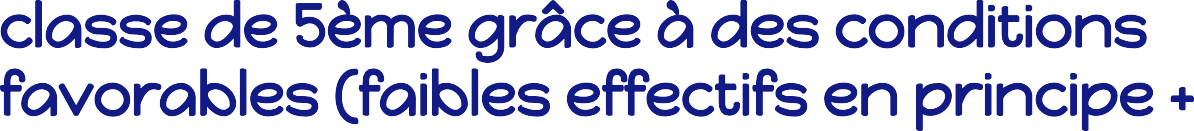 classe de 5ème grâce à des conditions
favorables (faibles effectifs en principe +